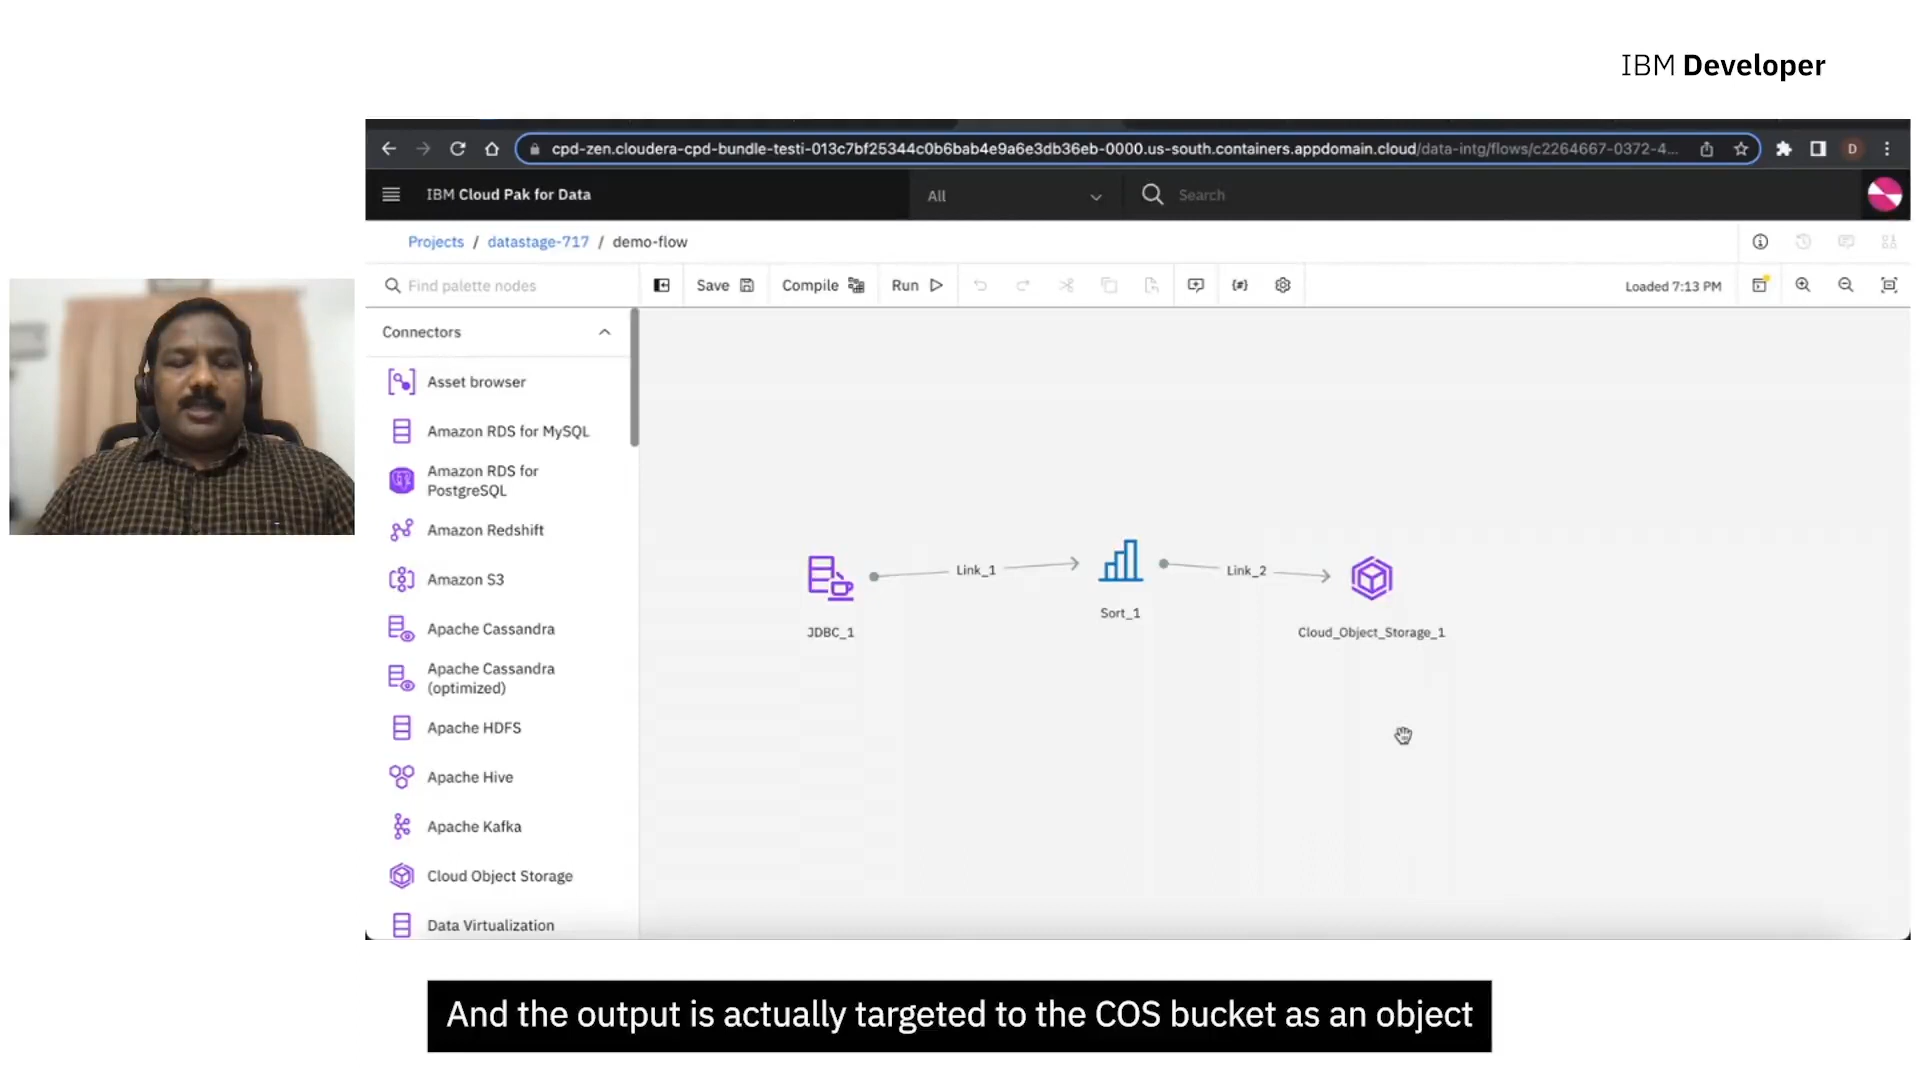 IBM Developer
cpd-zen.cloudera-cpd-bundle-testi-013c7bf25344c0b6bab4e9a6e3db36eb-0000.us-south.containers.appdomain.cloud/data-intg/flows/c2264667-0372-4...
D
IBM Cloud Pak for Data
All
Search
Projects / datastage-717 / demo-flow
Find palette nodes
Save
Compile
Run
Loaded 7:13 PM
Connectors
Asset browser
Amazon RDS for MySQL
Amazon RDS for
PostgreSQL
Amazon Redshift
Amazon S3
Apache Cassandra
Apache Cassandra
(optimized)
Apache HDFS
Apache Hive
Apache Kafka
Cloud Object Storage
Data Virtualization
Link_1
Link_2
JDBC_1
Sort_1
Cloud_Object_Storage_1
And the output is actually targeted to the COS bucket as an object